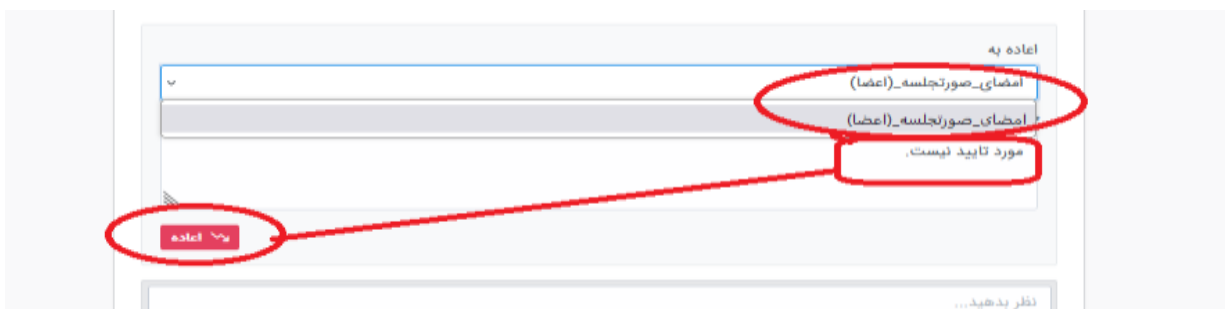 اعاده به
امضای_صورتجلسه_(اعضا)
امضای_صورتجلسه_(اعضا)
مورد تایید نیست.
اعاده
نظر بدهید...